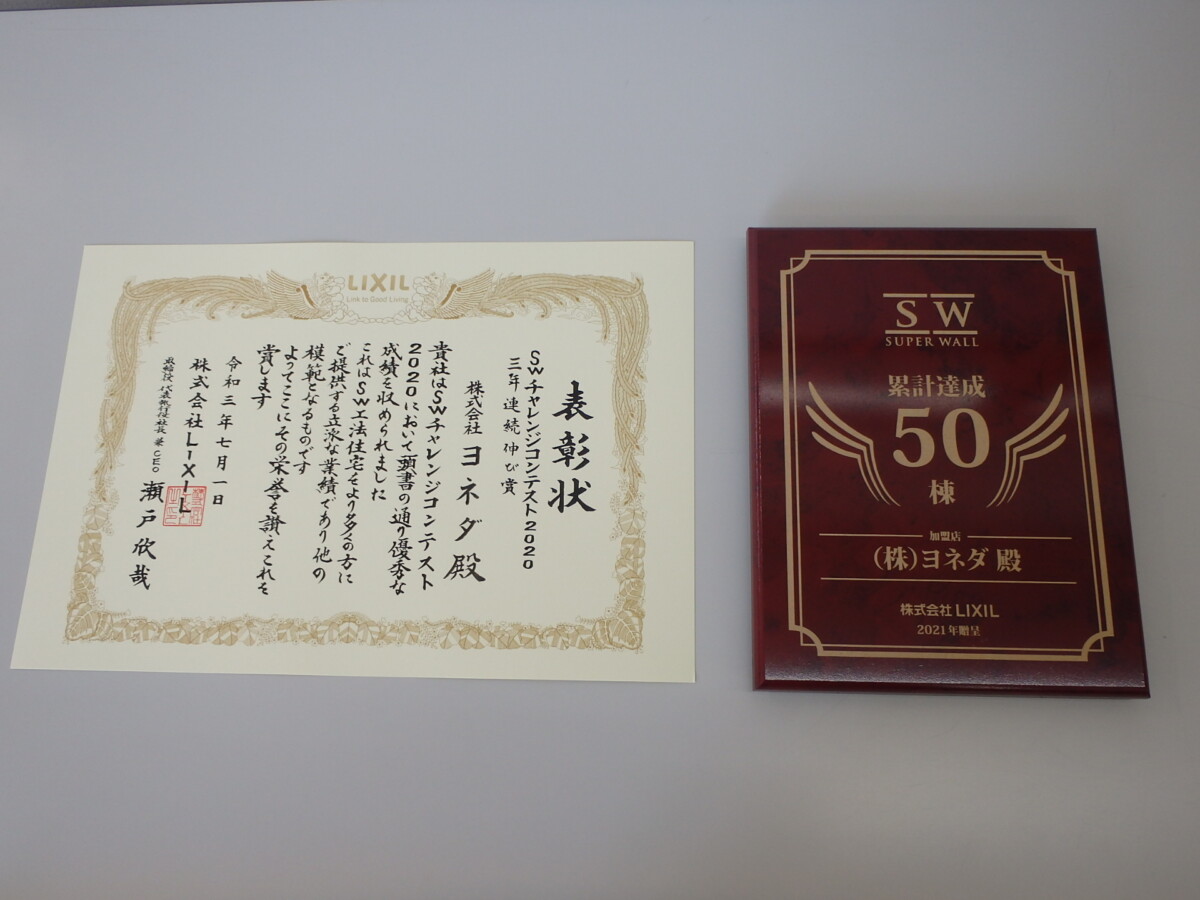 LIXIL
Link to Good Living
表彰状
SWチャレンジコンテスト2020
三年連続伸び賞
株式会社 ヨネダ 殿
貴社はSWチャレンジコンテスト
2020において頭書の通り優秀な
成績を収められました
これはSW工法住宅をより多くの方に
ご提供する立派な業績であり他の
模範となるものです
よってここにその栄誉を讃えこれを
賞します
令和三年七月一日
株式会社LIXIL
取締役 代表執行役社長 兼 CEO
瀬戸欣哉
SW
SUPER WALL
累計達成
50
棟
加盟店
(株)ヨネダ 殿
株式会社 LIXIL
2021年贈呈